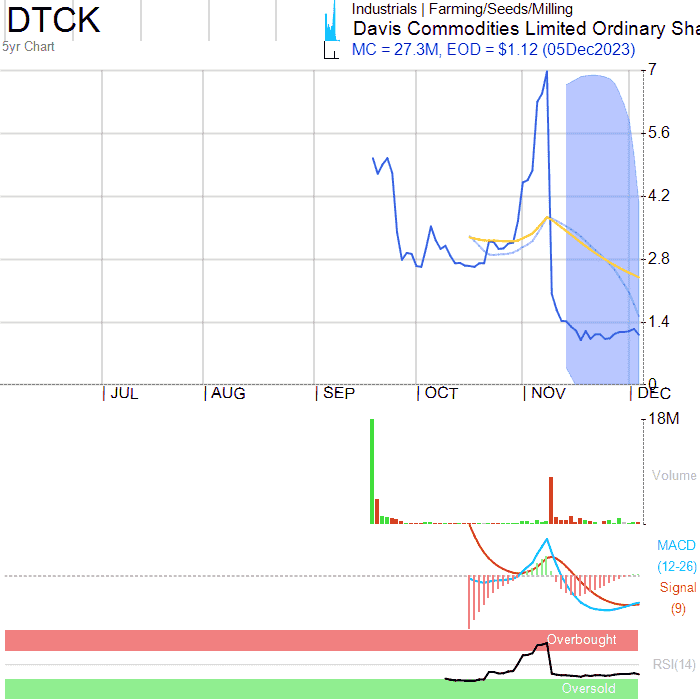 DTCK
Industrials | Farming/Seeds/Milling
Davis Commodities Limited Ordinary Sha
5yr Chart
MC = 27.3M, EOD = $1.12 (05Dec2023)
7
5.6
4.2
2.8
1.4
0
JUL AUG SEP OCT NOV DEC
18M
Volume
MACD
(12-26)
Signal
(9)
Overbought
RSI(14)
Oversold